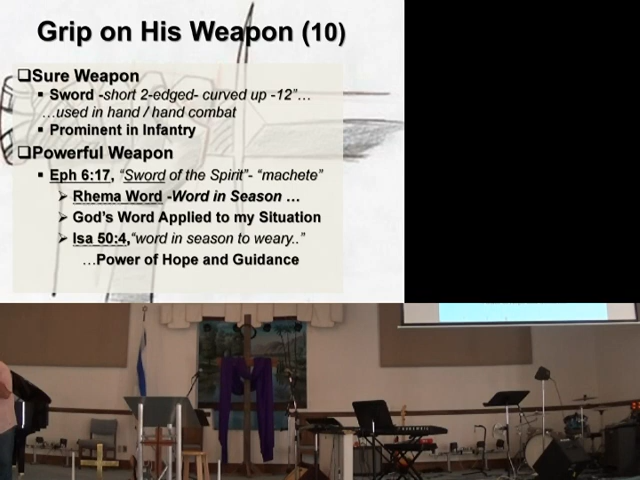 Grip on His Weapon (10)
❑Sure Weapon
▪ Sword -short 2-edged- curved up -12”…
…used in hand / hand combat
▪ Prominent in Infantry
❑Powerful Weapon
▪ Eph 6:17, “Sword of the Spirit”- “machete”
➢ Rhema Word -Word in Season …
➢ God’s Word Applied to my Situation
➢ Isa 50:4,“word in season to weary..”
…Power of Hope and Guidance